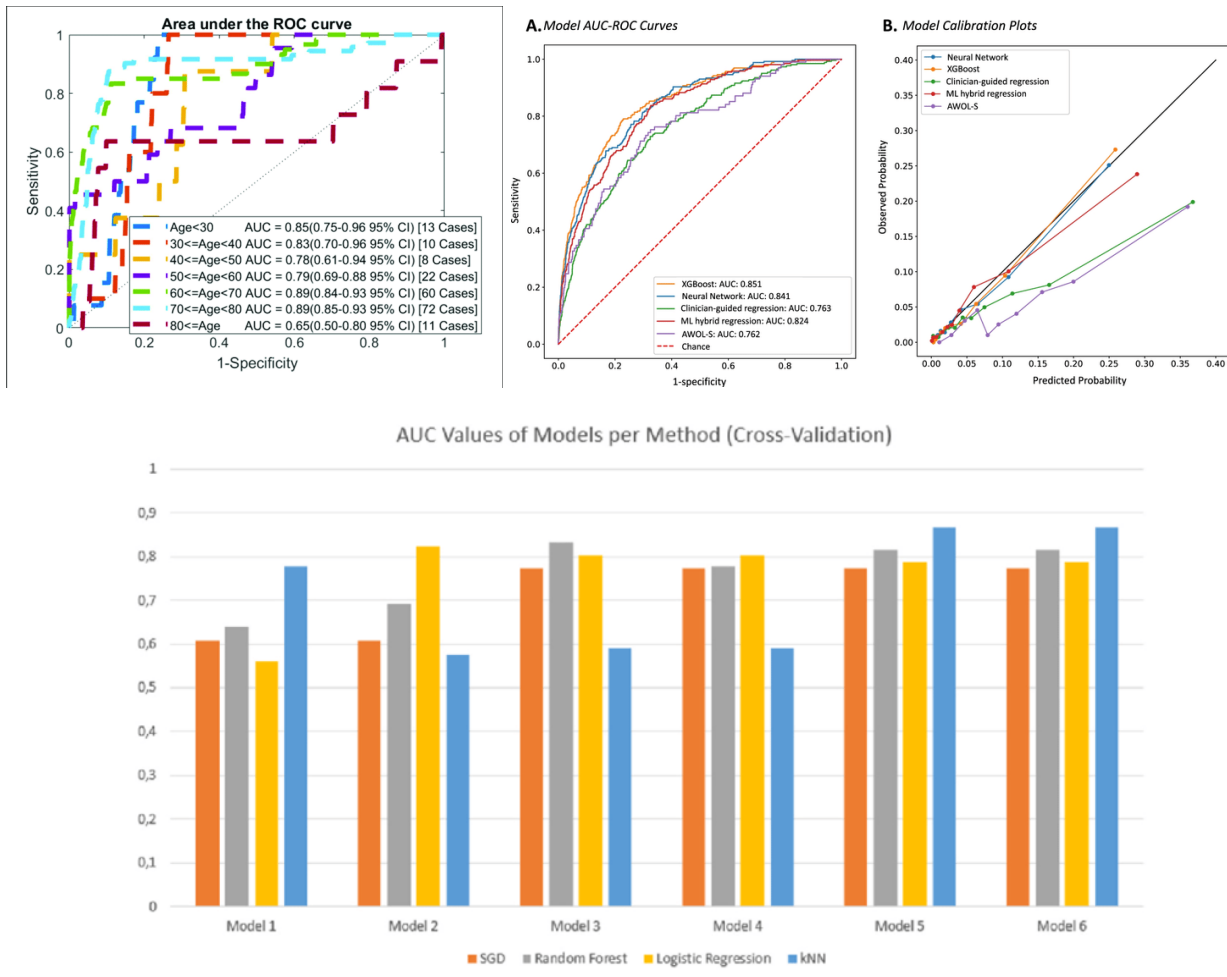 Area under the ROC curve
1
0.8
0.6
0.4
0.2
0
Sensitivity
Age<30 AUC = 0.85(0.75-0.96 95% CI) [13 Cases]
30<=Age<40 AUC = 0.83(0.70-0.96 95% CI) [10 Cases]
40<=Age<50 AUC = 0.78(0.61-0.94 95% CI) [8 Cases]
50<=Age<60 AUC = 0.79(0.69-0.88 95% CI) [22 Cases]
60<=Age<70 AUC = 0.89(0.84-0.93 95% CI) [60 Cases]
70<=Age<80 AUC = 0.89(0.85-0.93 95% CI) [72 Cases]
80<=Age AUC = 0.65(0.50-0.80 95% CI) [11 Cases]
0 0.2 0.4 0.6 0.8 1
1-Specificity
A. Model AUC-ROC Curves
1.0
0.8
0.6
0.4
0.2
0.0
Sensitivity
XGBoost: AUC: 0.851
Neural Network: AUC: 0.841
Clinician-guided regression: AUC: 0.763
ML hybrid regression: AUC: 0.824
AWOL-S: AUC: 0.762
Chance
0.0 0.2 0.4 0.6 0.8 1.0
1-specificity
B. Model Calibration Plots
0.40
0.35
0.30
0.25
0.20
0.15
0.10
0.05
0.00
Observed Probability
Neural Network
XGBoost
Clinician-guided regression
ML hybrid regression
AWOL-S
0.00 0.05 0.10 0.15 0.20 0.25 0.30 0.35 0.40
Predicted Probability
AUC Values of Models per Method (Cross-Validation)
1
0,9
0,8
0,7
0,6
0,5
0,4
0,3
0,2
0,1
0
Model 1 Model 2 Model 3 Model 4 Model 5 Model 6
SGD Random Forest Logistic Regression kNN